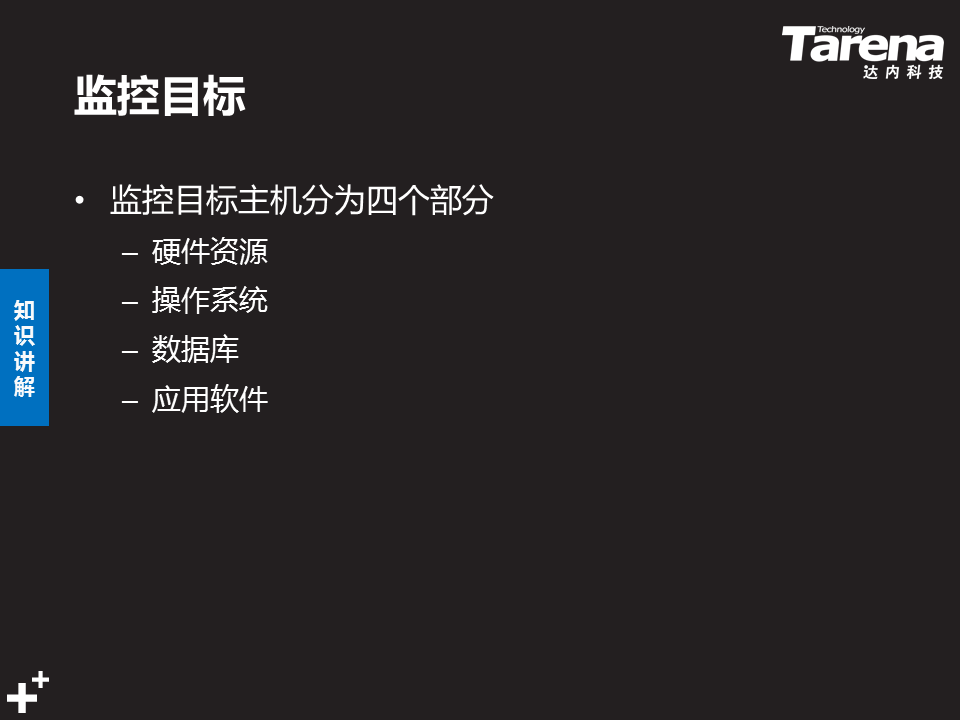 Technology
Tarena
达内科技
监控目标
• 监控目标主机分为四个部分
– 硬件资源
– 操作系统
– 数据库
– 应用软件
知识讲解